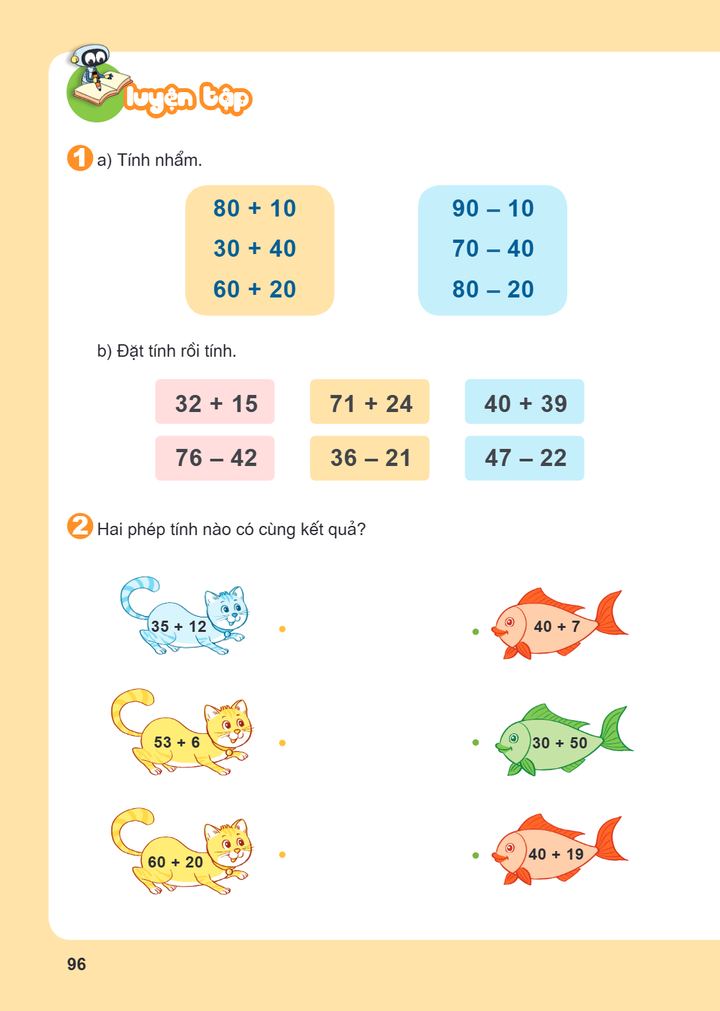 luyện tập
1 a) Tính nhẩm.
80 + 10 90 – 10
30 + 40 70 – 40
60 + 20 80 – 20
b) Đặt tính rồi tính.
32 + 15 71 + 24 40 + 39
76 – 42 36 – 21 47 – 22
2 Hai phép tính nào có cùng kết quả?
35 + 12 40 + 7
53 + 6 30 + 50
60 + 20 40 + 19
96